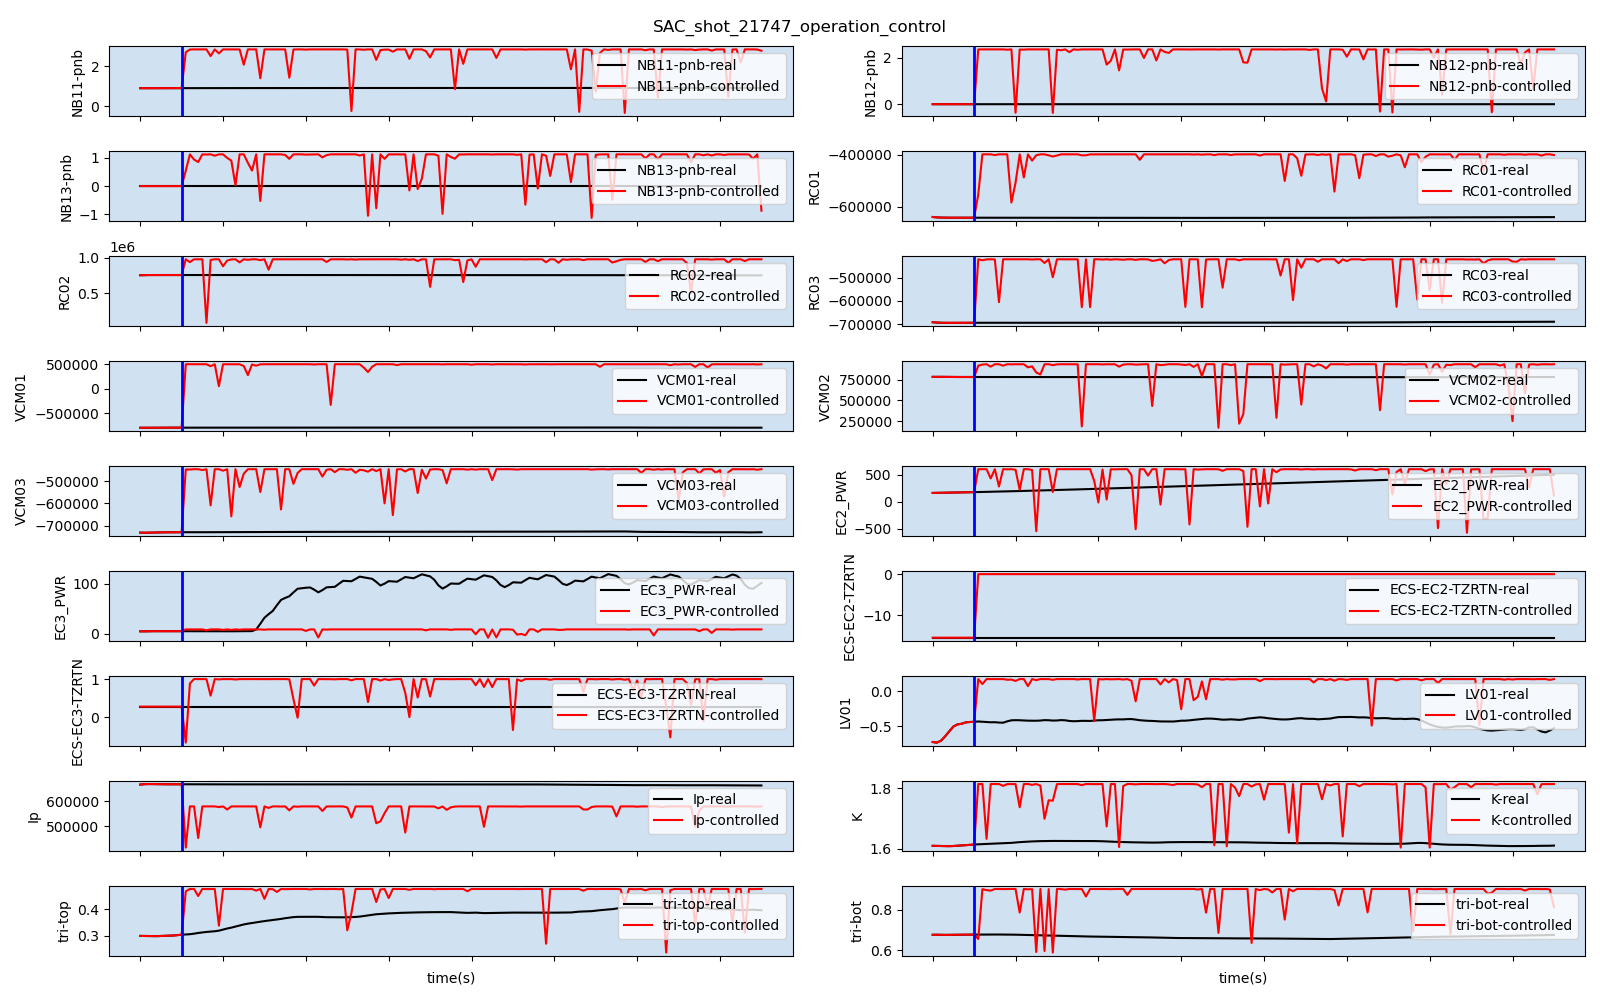 SAC_shot_21747_operation_control
NB11-pnb
2
0
NB11-pnb-real
NB11-pnb-controlled
NB12-pnb
2
0
NB12-pnb-real
NB12-pnb-controlled
NB13-pnb
1
0
−1
NB13-pnb-real
NB13-pnb-controlled
RC01
−400000
−600000
RC01-real
RC01-controlled
1e6
RC02
1.0
0.5
RC02-real
RC02-controlled
RC03
−500000
−600000
−700000
RC03-real
RC03-controlled
VCM01
500000
0
−500000
VCM01-real
VCM01-controlled
VCM02
750000
500000
250000
VCM02-real
VCM02-controlled
VCM03
−500000
−600000
−700000
VCM03-real
VCM03-controlled
EC2_PWR
500
0
−500
EC2_PWR-real
EC2_PWR-controlled
EC3_PWR
100
0
EC3_PWR-real
EC3_PWR-controlled
ECS-EC2-TZRTN
0
−10
ECS-EC2-TZRTN-real
ECS-EC2-TZRTN-controlled
ECS-EC3-TZRTN
1
0
ECS-EC3-TZRTN-real
ECS-EC3-TZRTN-controlled
LV01
0.0
−0.5
LV01-real
LV01-controlled
Ip
600000
500000
Ip-real
Ip-controlled
K
1.8
1.6
K-real
K-controlled
tri-top
0.4
0.3
tri-top-real
tri-top-controlled
time(s)
tri-bot
0.8
0.6
tri-bot-real
tri-bot-controlled
time(s)